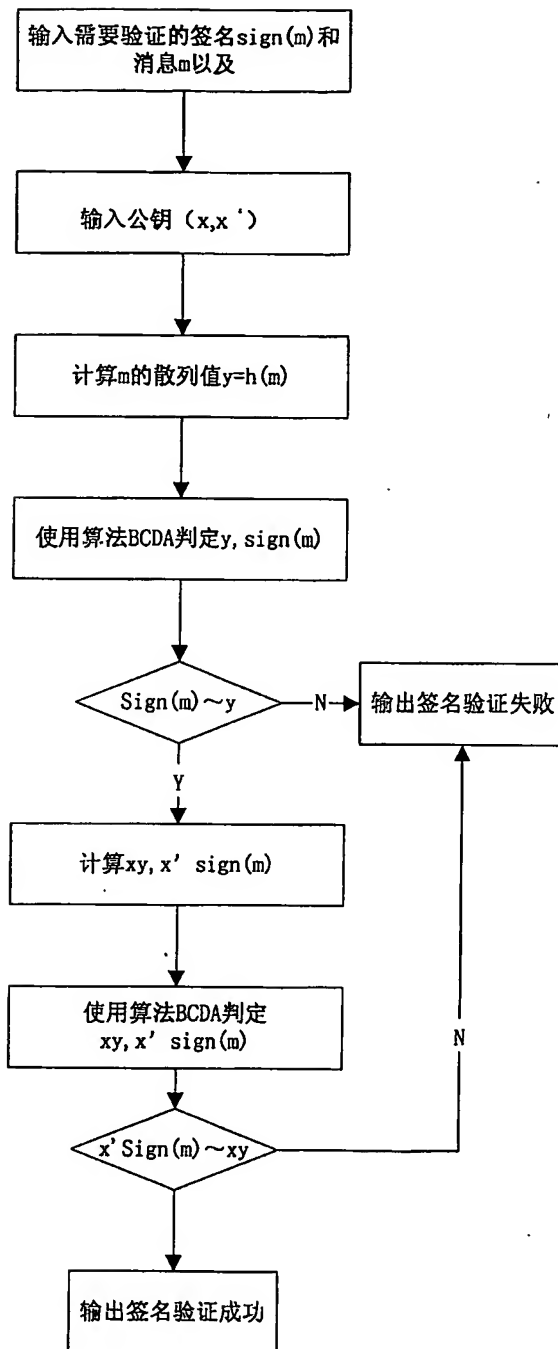 输入需要验证的签名sign(m)和
消息m以及
输入公钥（x,x‘）
计算m的散列值y=h(m)
使用算法BCDA判定y,sign(m)
Sign(m)～y
N
输出签名验证失败
Y
计算xy,x’ sign(m)
使用算法BCDA判定
xy,x’ sign(m)
N
x'Sign(m)～xy
输出签名验证成功